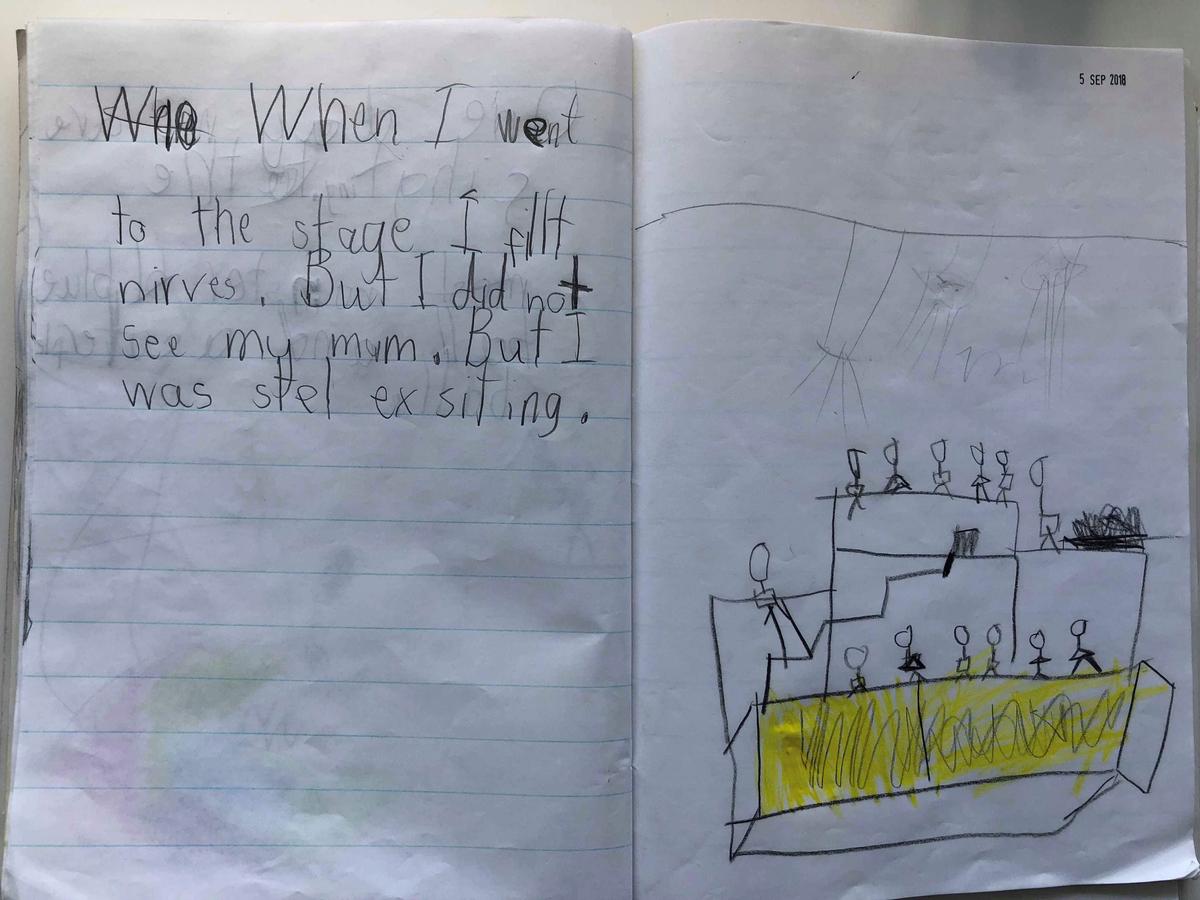 When I went
to the stage I fillt
nirves. But I did not
see my mum. But I
was stel exsiting.
5 SEP 2018